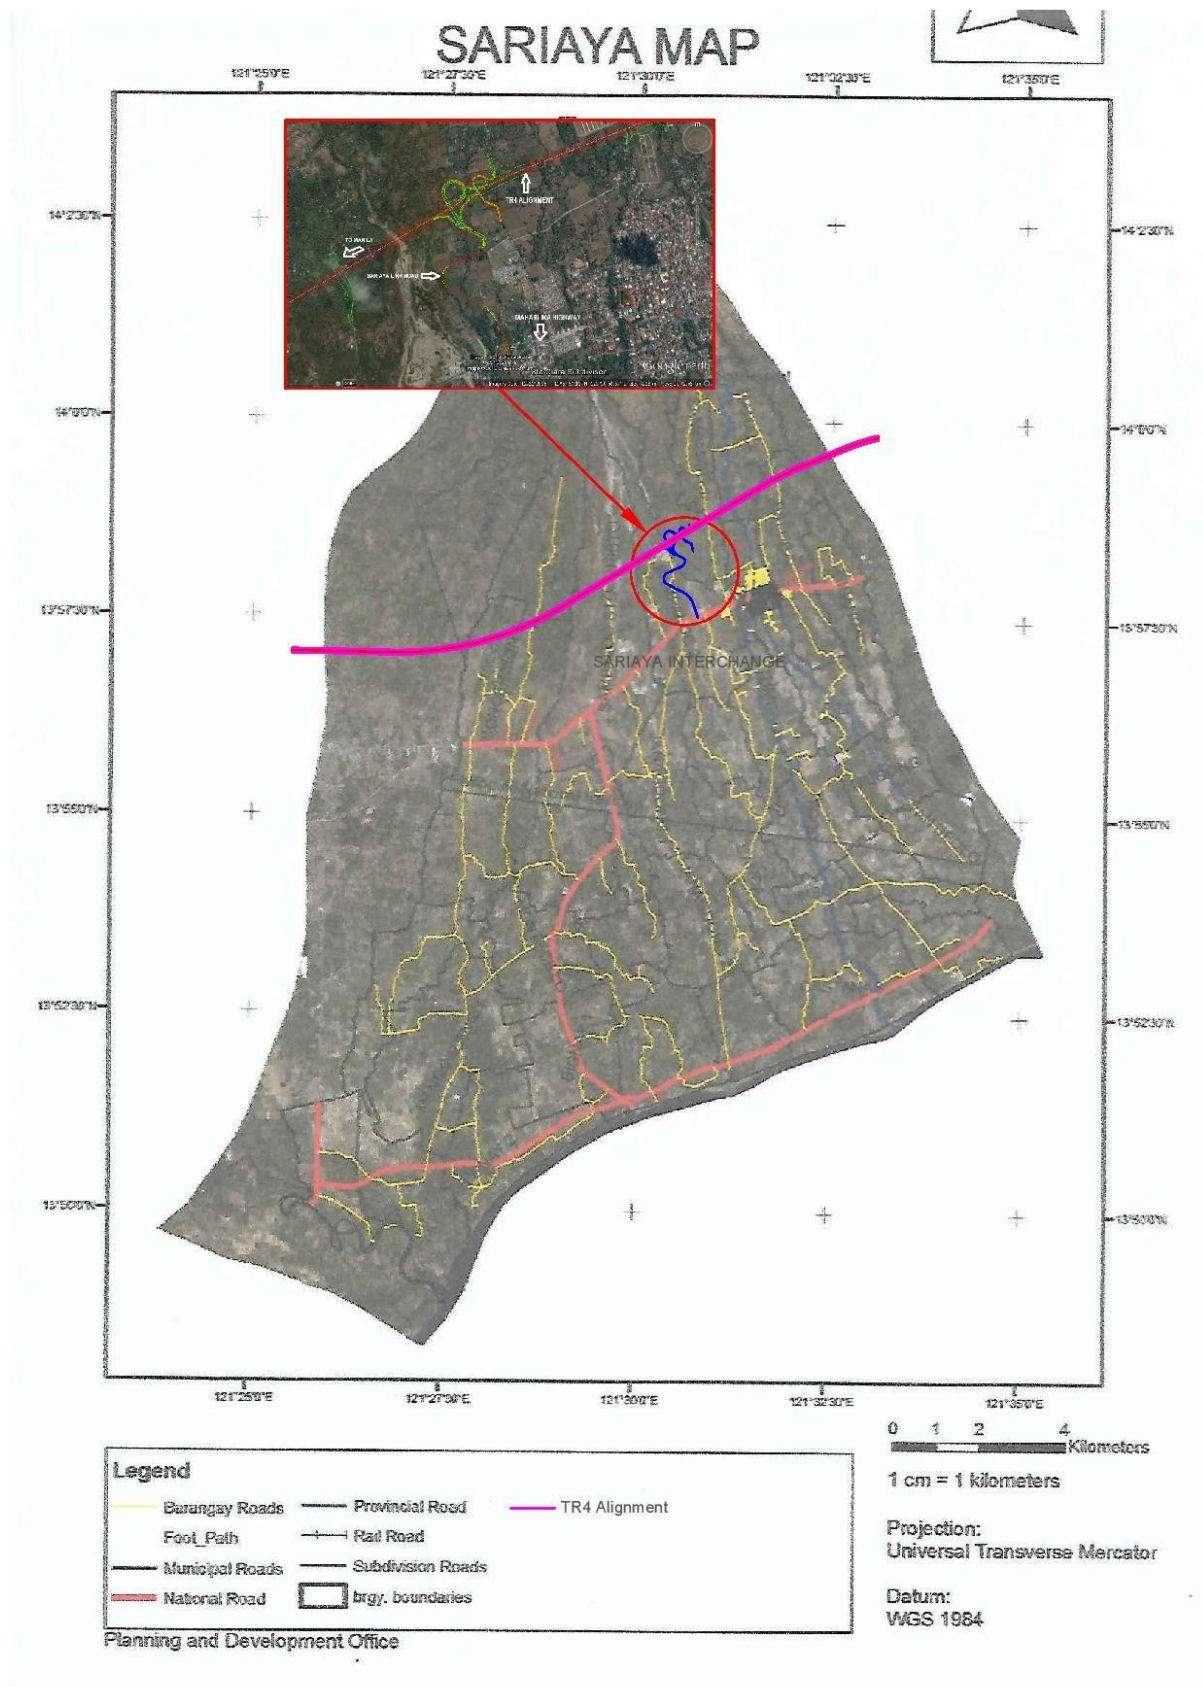 SARIAYA MAP
121°25'0"E 121°27'30"E 121°30'0"E 121°32'30"E 121°35'0"E
TR4 ALIGNMENT
TO MANILA
SARIAYA LINK ROAD
MAHARLIKA HIGHWAY
14°2'30"N 14°2'30"N
14°0'0"N 14°0'0"N
13°57'30"N 13°57'30"N
SARIAYA INTERCHANGE
13°55'0"N 13°55'0"N
13°52'30"N 13°52'30"N
13°50'0"N 13°50'0"N
121°25'0"E 121°27'30"E 121°30'0"E 121°32'30"E 121°35'0"E
0 1 2 4
Kilometers
1 cm = 1 kilometers
Legend
Barangay Roads Provincial Road TR4 Alignment
Foot_Path Rail Road
Municipal Roads Subdivision Roads
National Road brgy. boundaries
Projection:
Universal Transverse Mercator
Datum:
WGS 1984
Planning and Development Office